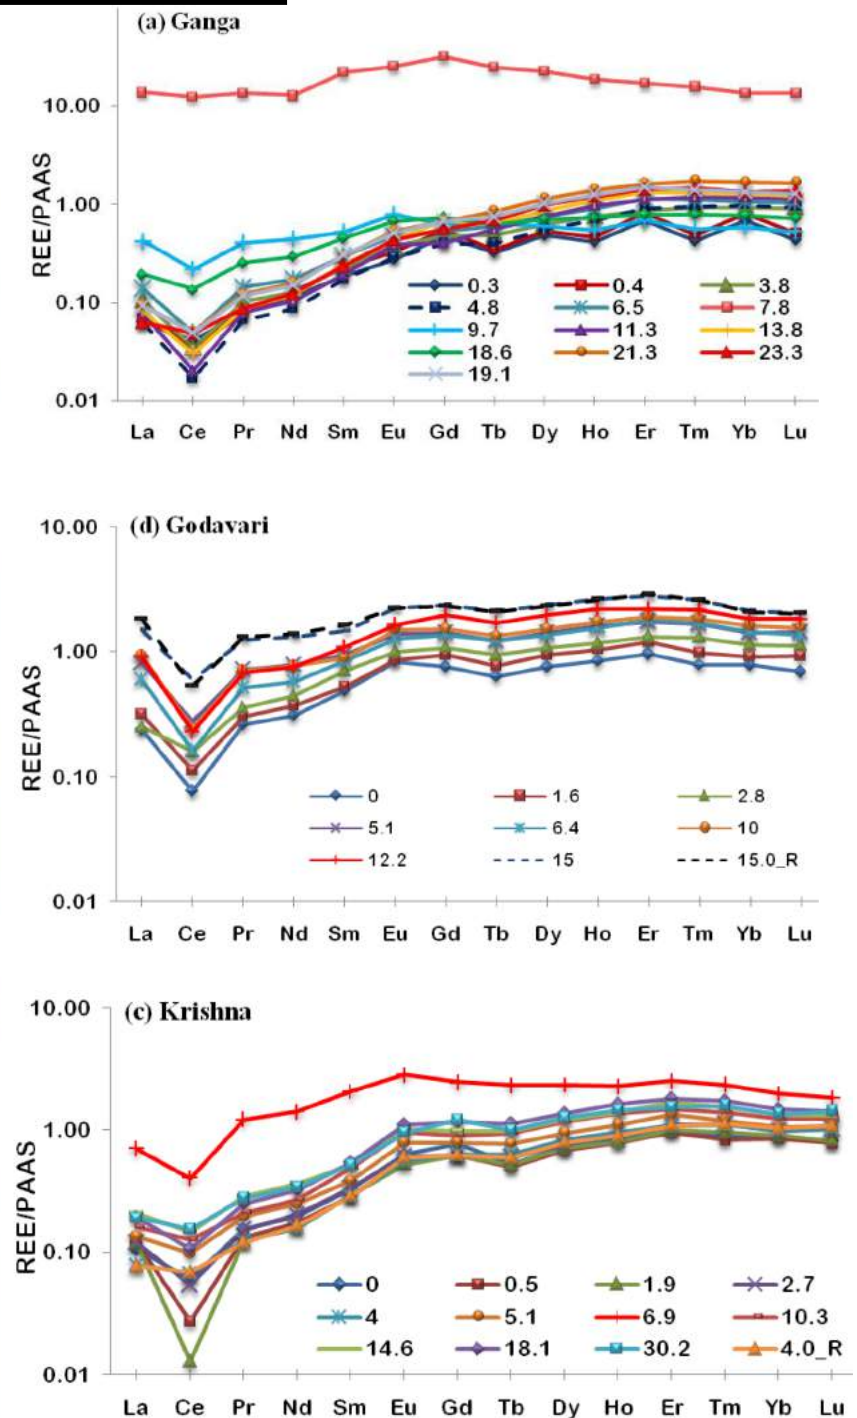 (a) Ganga
10.00
1.00
0.10
0.01
REE/PAAS
0.3 0.4 3.8
4.8 6.5 7.8
9.7 11.3 13.8
18.6 21.3 23.3
19.1
La Ce Pr Nd Sm Eu Gd Tb Dy Ho Er Tm Yb Lu
(d) Godavari
10.00
1.00
0.10
0.01
REE/PAAS
0 1.6 2.8
5.1 6.4 10
12.2 15 15.0_R
La Ce Pr Nd Sm Eu Gd Tb Dy Ho Er Tm Yb Lu
(c) Krishna
10.00
1.00
0.10
0.01
REE/PAAS
0 0.5 1.9 2.7
4 5.1 6.9 10.3
14.6 18.1 30.2 4.0_R
La Ce Pr Nd Sm Eu Gd Tb Dy Ho Er Tm Yb Lu